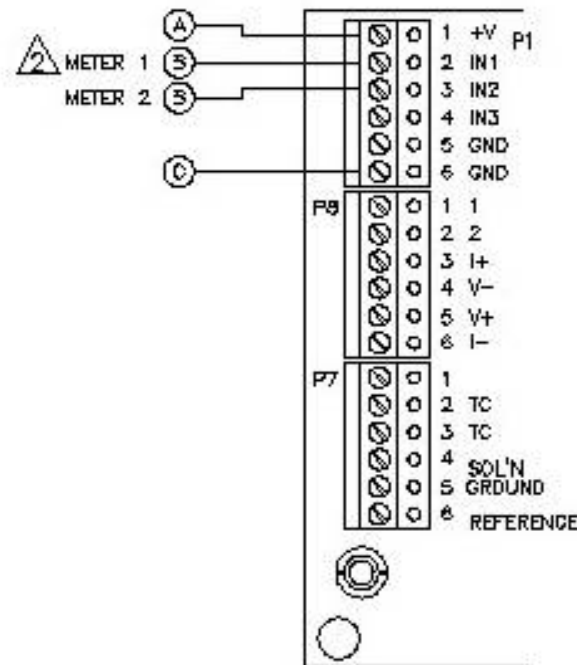 A
1 +V P1
2 METER 1 B 2 IN1
METER 2 B 3 IN2
4 IN3
5 GND
C 6 GND
P8 1 1
2 2
3 I+
4 V-
5 V+
6 I-
P7 1
2 TC
3 TC
4 SOL'N
5 GROUND
6 REFERENCE